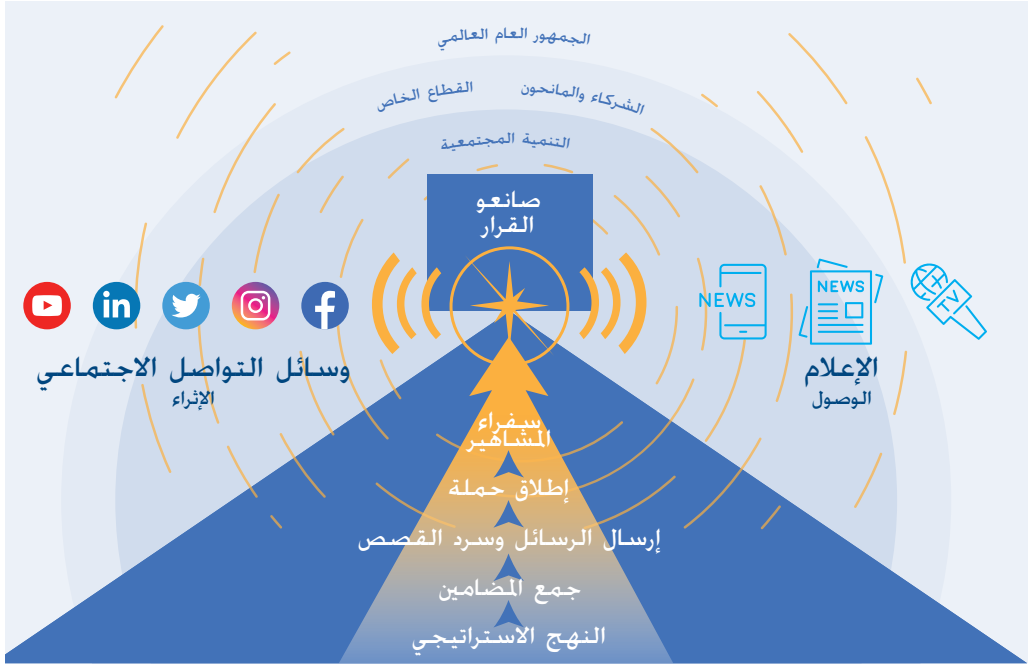 الجمهور العام العالمي
الشركاء والمانحون
القطاع الخاص
التنمية المجتمعية
صانعو
القرار
NEWS
NEWS
in
f
الإعلام
الوصول
وسائل التواصل الاجتماعي
الإثراء
سفراء
المشاهير
إطلاق حملة
إرسال الرسائل وسرد القصص
جمع المضامين
النهج الاستراتيجي